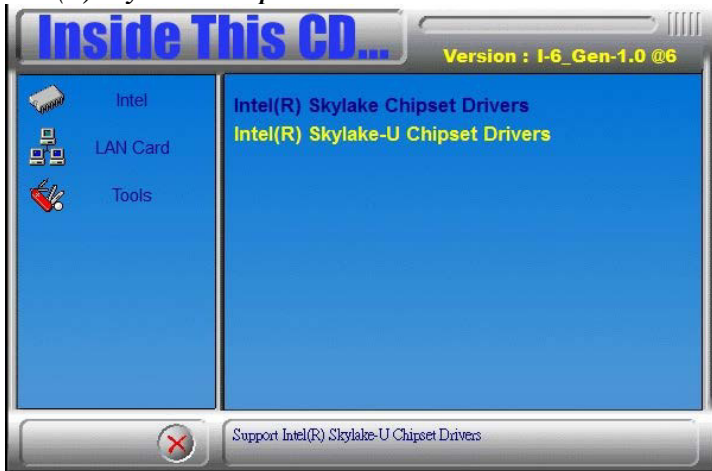 Inside This CD...
Version : I-6_Gen-1.0 @6
Intel
LAN Card
Tools
Intel(R) Skylake Chipset Drivers
Intel(R) Skylake-U Chipset Drivers
Support Intel(R) Skylake-U Chipset Drivers